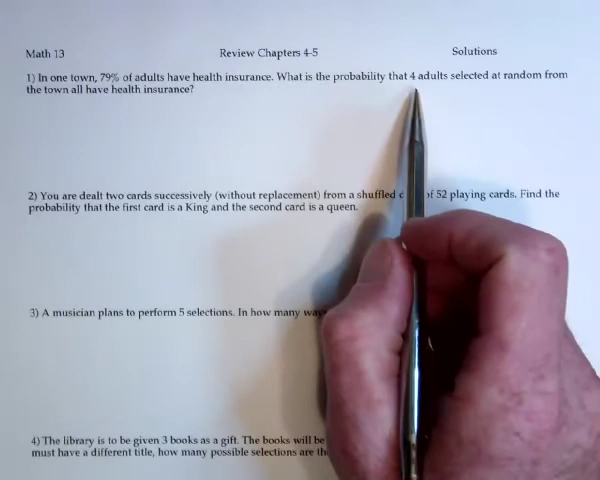 Math 13 Review Chapters 4-5 Solutions
1) In one town, 79% of adults have health insurance. What is the probability that 4 adults selected at random from
the town all have health insurance?
2) You are dealt two cards successively (without replacement) from a shuffled of 52 playing cards. Find the
probability that the first card is a King and the second card is a queen.
3) A musician plans to perform 5 selections. In how many
4) The library is to be given 3 books as a gift. The books will be
must have a different title, how many possible selections are